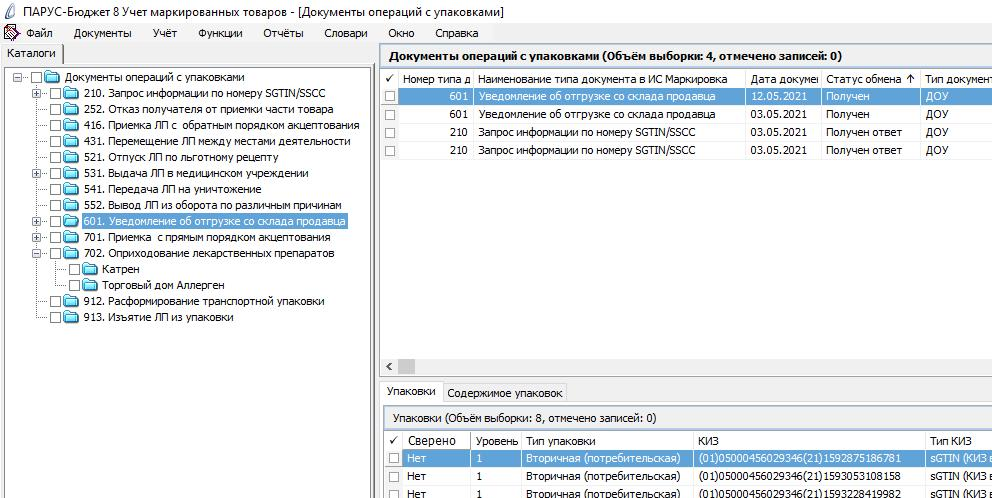 ПАРУС-Бюджет 8 Учет маркированных товаров - [Документы операций с упаковками]
Файл Документы Учёт Функции Отчёты Словари Окно Справка
Каталоги
Документы операций с упаковками
210. Запрос информации по номеру SGTIN/SSCC
252. Отказ получателя от приемки части товара
416. Приемка ЛП с обратным порядком акцептования
431. Перемещение ЛП между местами деятельности
521. Отпуск ЛП по льготному рецепту
531. Выдача ЛП в медицинском учреждении
541. Передача ЛП на уничтожение
552. Вывод ЛП из оборота по различным причинам
601. Уведомление об отгрузке со склада продавца
701. Приемка с прямым порядком акцептования
702. Оприходование лекарственных препаратов
Катрен
Торговый дом Аллерген
912. Расформирование транспортной упаковки
913. Изъятие ЛП из упаковки
Документы операций с упаковками (Объём выборки: 4, отмечено записей: 0)
Номер типа д Наименование типа документа в ИС Маркировка Дата докумен Статус обмена Тип документ
601 Уведомление об отгрузке со склада продавца 12.05.2021 Получен ДОУ
601 Уведомление об отгрузке со склада продавца 03.05.2021 Получен ДОУ
210 Запрос информации по номеру SGTIN/SSCC 03.05.2021 Получен ответ ДОУ
210 Запрос информации по номеру SGTIN/SSCC 03.05.2021 Получен ответ ДОУ
Упаковки Содержимое упаковок
Упаковки (Объём выборки: 8, отмечено записей: 0)
Сверено Уровень Тип упаковки КИЗ Тип КИЗ
Нет 1 Вторичная (потребительская) (01)05000456029346(21)1592875186781 sGTIN (КИЗ в
Нет 1 Вторичная (потребительская) (01)05000456029346(21)1593053108158 sGTIN (КИЗ в
Нет 1 Вторичная (потребительская) (01)05000456029346(21)1593228419982 sGTIN (КИЗ в